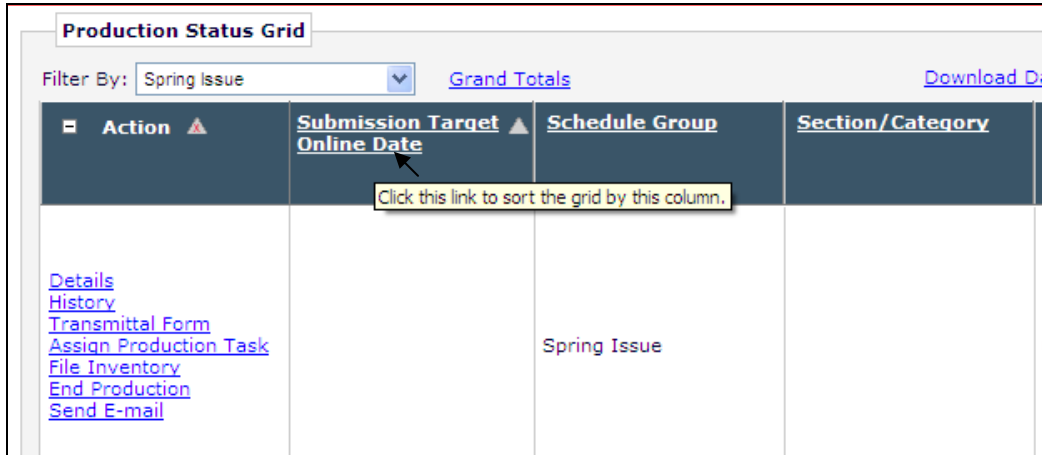 Production Status Grid
Filter By: Spring Issue Grand Totals Download Da
Action Submission Target Schedule Group Section/Category
Online Date
Click this link to sort the grid by this column.
Details
History
Transmittal Form
Assign Production Task
Spring Issue
File Inventory
End Production
Send E-mail